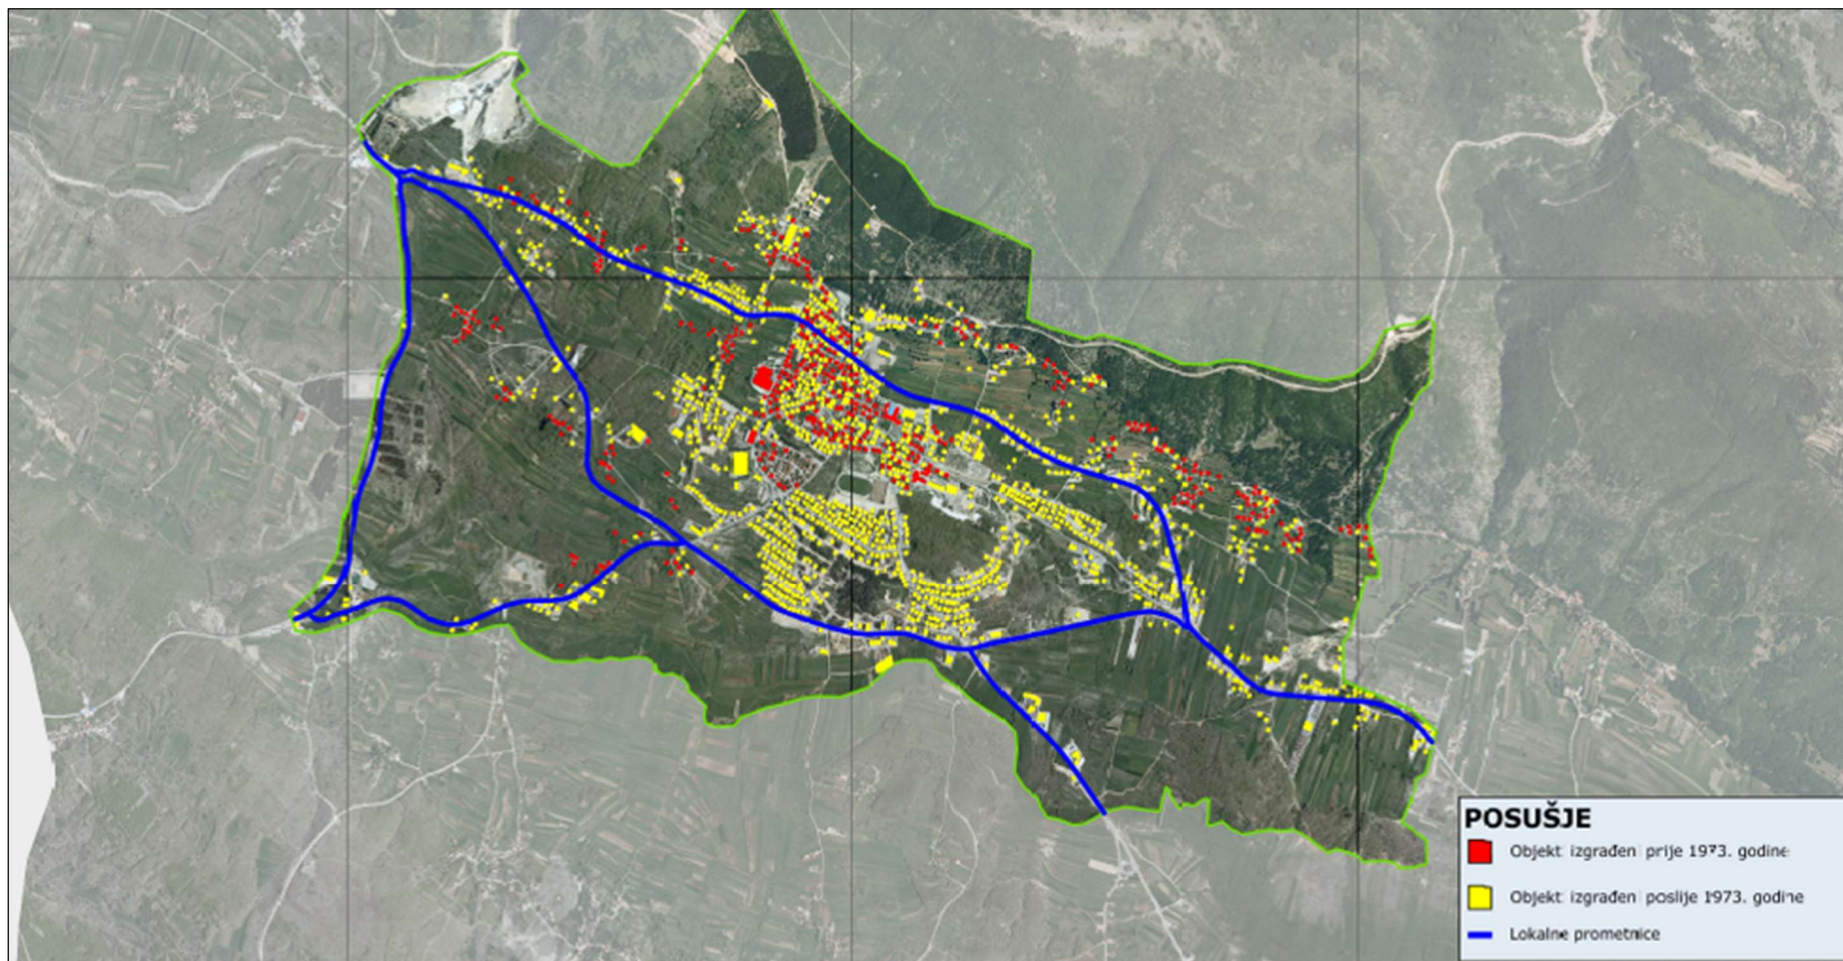 POSUŠJE
Objekti izgrađeni prije 1973. godine
Objekti izgrađeni poslije 1973. godine
Lokalne prometnice